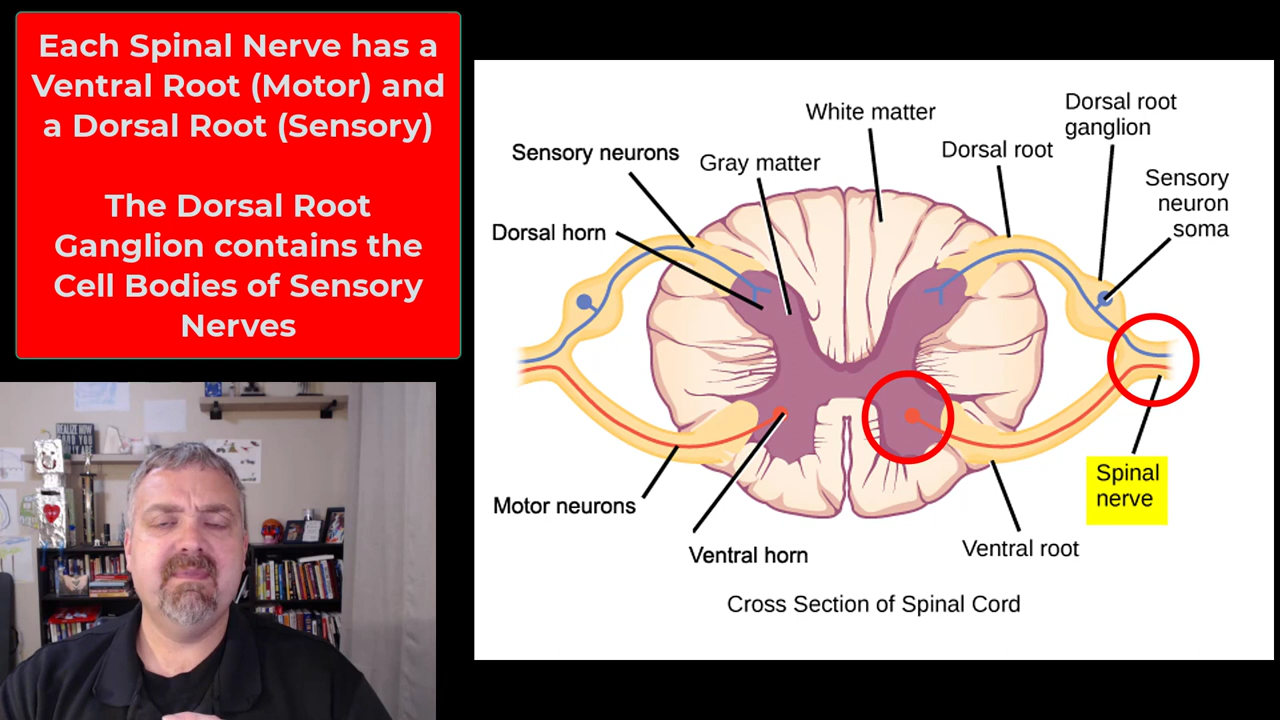 Each Spinal Nerve has a
Ventral Root (Motor) and
a Dorsal Root (Sensory)
The Dorsal Root
Ganglion contains the
Cell Bodies of Sensory
Nerves
White matter
Dorsal root
ganglion
Sensory neurons
Gray matter
Dorsal root
Sensory
neuron
soma
Dorsal horn
Spinal
nerve
Motor neurons
Ventral horn
Ventral root
Cross Section of Spinal Cord